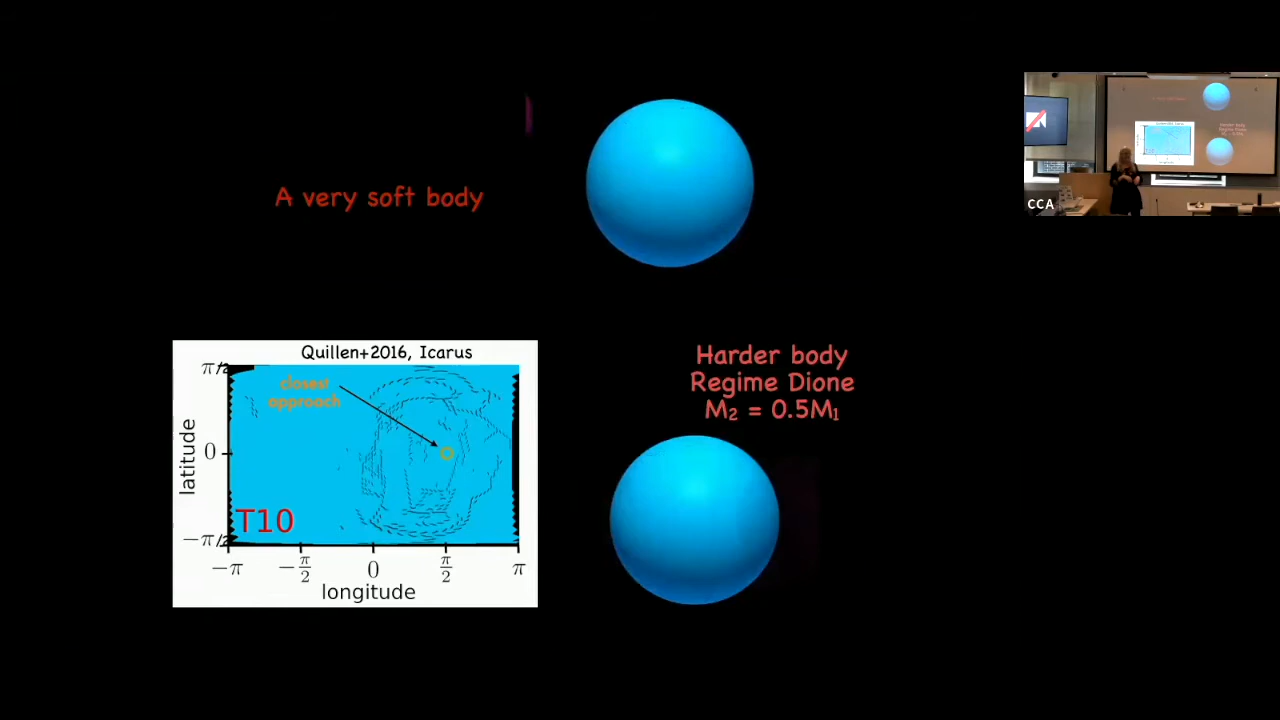 A very soft body
Quillen+2016, Icarus
closest
approach
π/2
latitude
0
T10
−π/2
−π
−π/2
0
π/2
π
longitude
Harder body
Regime Dione
M₂ = 0.5M₁
CCA